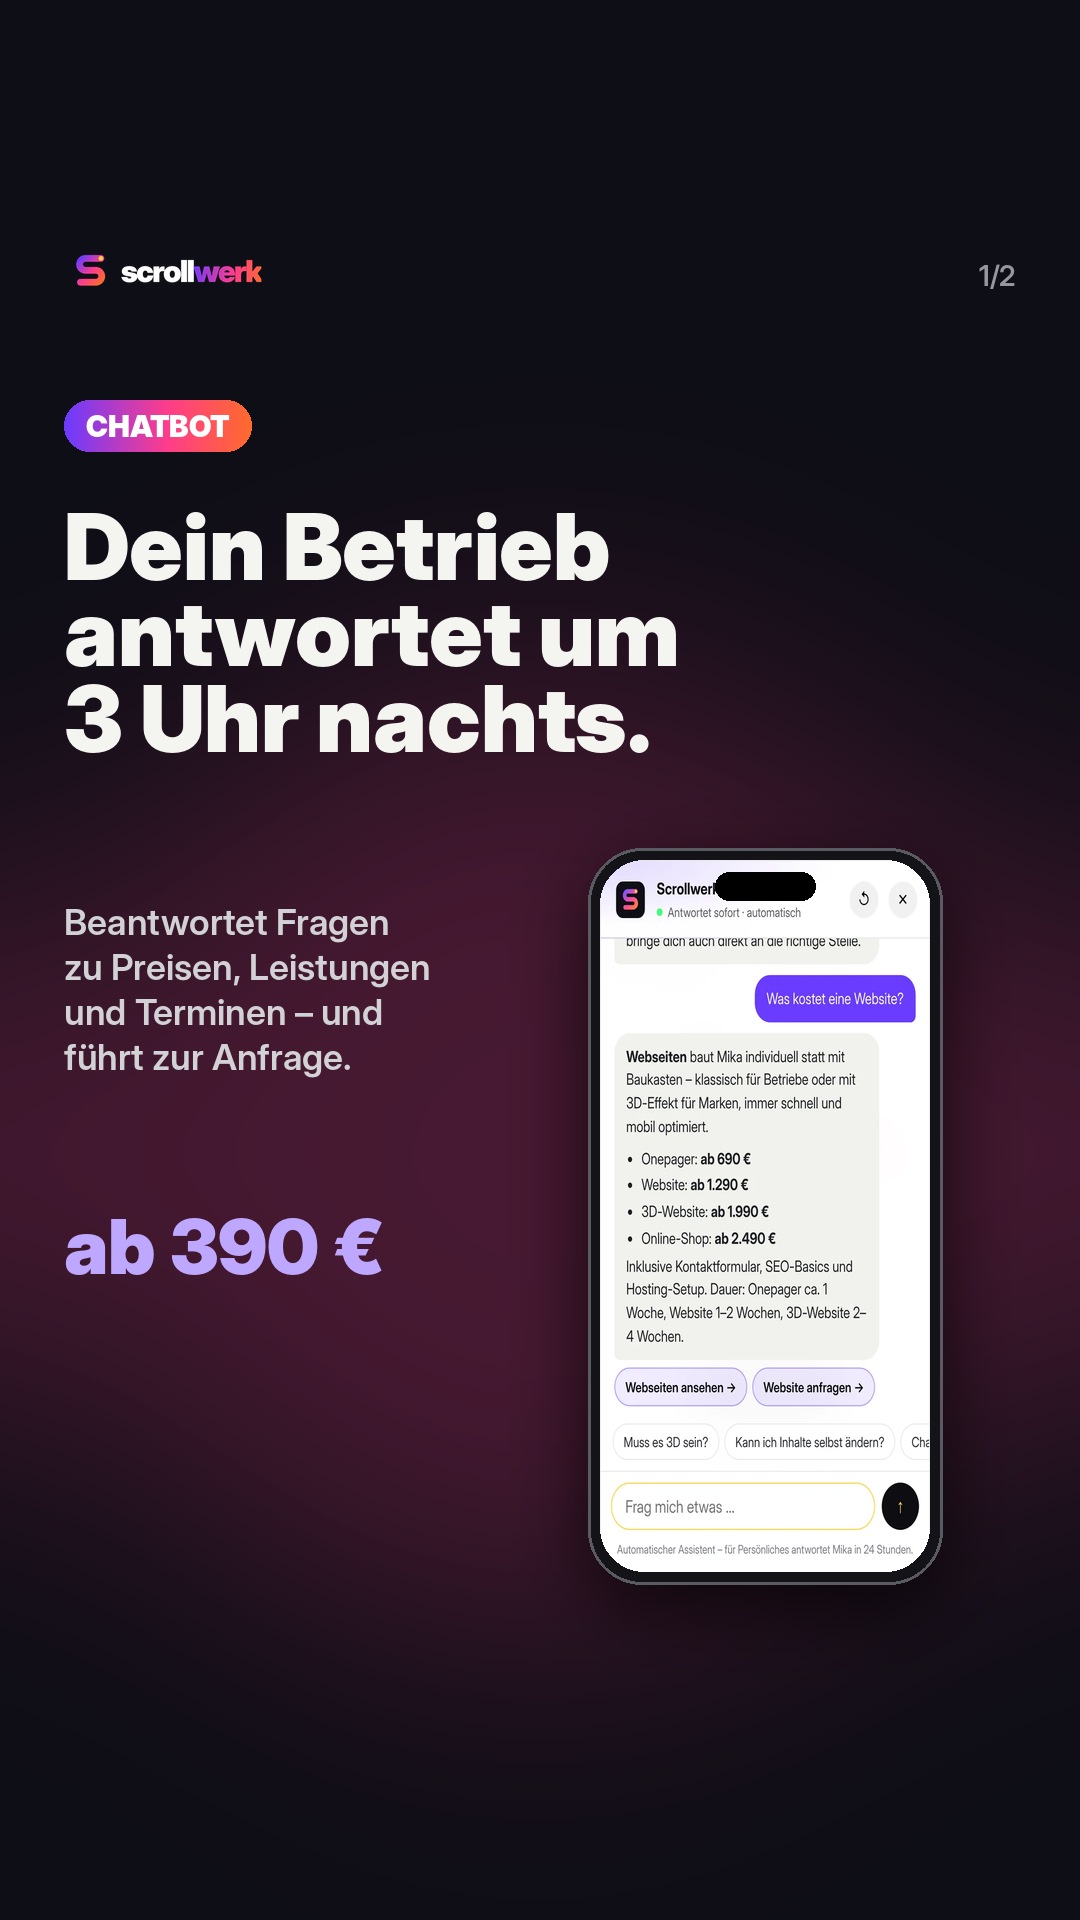 scrollwerk
1/2
CHATBOT
Dein Betrieb
antwortet um
3 Uhr nachts.
Beantwortet Fragen
zu Preisen, Leistungen
und Terminen – und
führt zur Anfrage.
ab 390 €
Antwortet sofort · automatisch
bringe dich auch direkt an die richtige Stelle.
Was kostet eine Website?
Webseiten baut Mika individuell statt mit
Baukasten – klassisch für Betriebe oder mit
3D-Effekt für Marken, immer schnell und
mobil optimiert.
• Onepager: ab 690 €
• Website: ab 1.290 €
• 3D-Website: ab 1.990 €
• Online-Shop: ab 2.490 €
Inklusive Kontaktformular, SEO-Basics und
Hosting-Setup. Dauer: Onepager ca. 1
Woche, Website 1–2 Wochen, 3D-Website 2–
4 Wochen.
Webseiten ansehen → Website anfragen →
Muss es 3D sein? Kann ich Inhalte selbst ändern?
Frag mich etwas ... ↑
Automatischer Assistent – für Persönliches antwortet Mika in 24 Stunden.